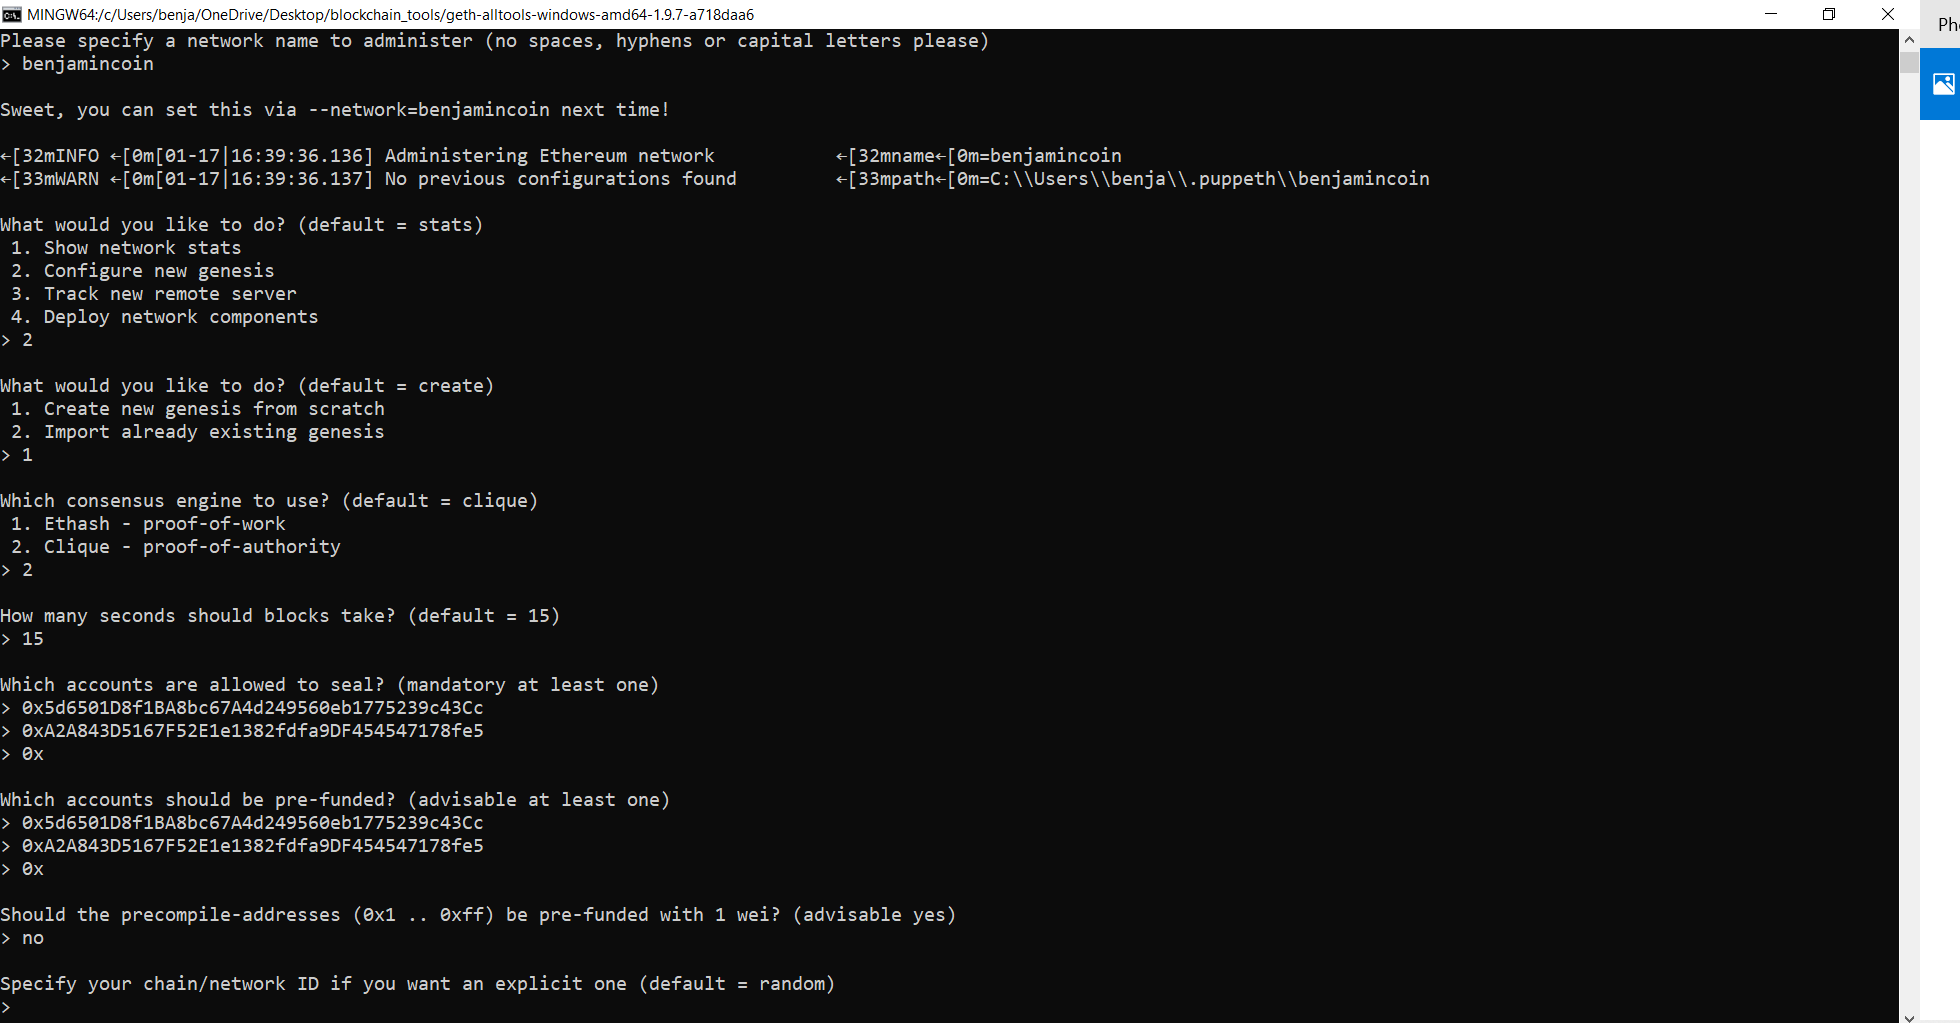 MINGW64:/c/Users/benja/OneDrive/Desktop/blockchain_tools/geth-alltools-windows-amd64-1.9.7-a718daa6
Ph
Please specify a network name to administer (no spaces, hyphens or capital letters please)
> benjamincoin
Sweet, you can set this via --network=benjamincoin next time!
←[32mINFO ←[0m[01-17|16:39:36.136] Administering Ethereum network ←[32mname←[0m=benjamincoin
←[33mWARN ←[0m[01-17|16:39:36.137] No previous configurations found ←[33mpath←[0m=C:\\Users\\benja\\.puppeth\\benjamincoin
What would you like to do? (default = stats)
1. Show network stats
2. Configure new genesis
3. Track new remote server
4. Deploy network components
> 2
What would you like to do? (default = create)
1. Create new genesis from scratch
2. Import already existing genesis
> 1
Which consensus engine to use? (default = clique)
1. Ethash - proof-of-work
2. Clique - proof-of-authority
> 2
How many seconds should blocks take? (default = 15)
> 15
Which accounts are allowed to seal? (mandatory at least one)
> 0x5d6501D8f1BA8bc67A4d249560eb1775239c43Cc
> 0xA2A843D5167F52E1e1382fdfa9DF454547178fe5
> 0x
Which accounts should be pre-funded? (advisable at least one)
> 0x5d6501D8f1BA8bc67A4d249560eb1775239c43Cc
> 0xA2A843D5167F52E1e1382fdfa9DF454547178fe5
> 0x
Should the precompile-addresses (0x1 .. 0xff) be pre-funded with 1 wei? (advisable yes)
> no
Specify your chain/network ID if you want an explicit one (default = random)
>